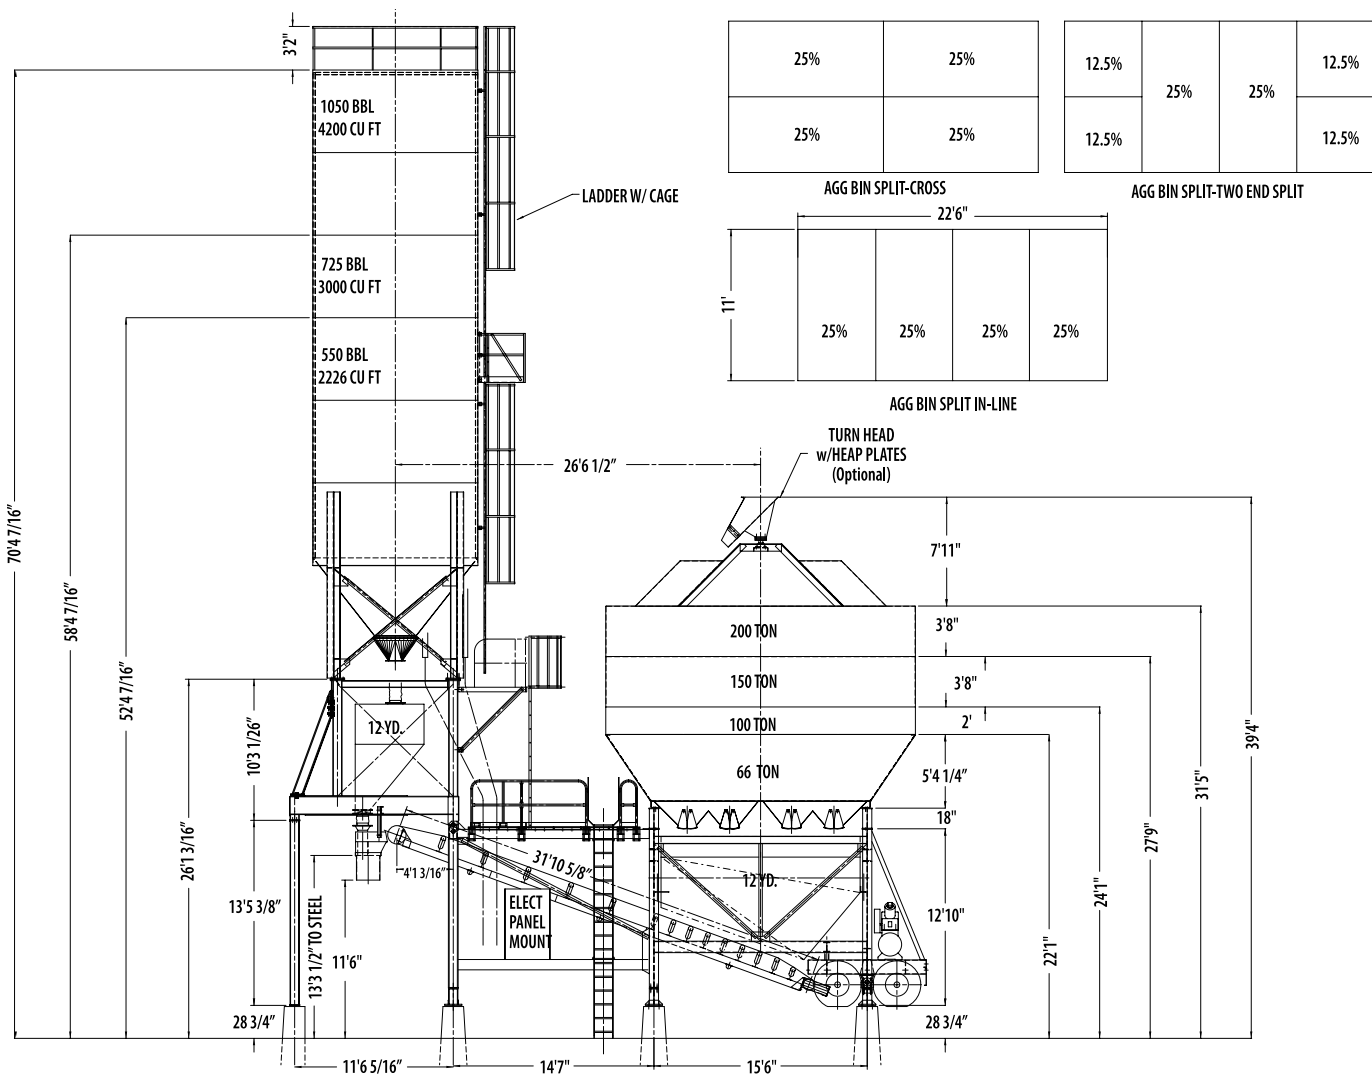 3'2"
1050 BBL
4200 CU FT
LADDER W/ CAGE
725 BBL
3000 CU FT
550 BBL
2226 CU FT
25%
25%
25%
25%
AGG BIN SPLIT-CROSS
12.5%
12.5%
25%
25%
12.5%
12.5%
AGG BIN SPLIT-TWO END SPLIT
22'6"
11'
25%
25%
25%
25%
AGG BIN SPLIT IN-LINE
TURN HEAD
w/HEAP PLATES
(Optional)
26'6 1/2"
70'4 7/16"
58'4 7/16"
52'4 7/16"
26'1 3/16"
10'3 1/26"
13'5 3/8"
28 3/4"
12 YD.
4'1 3/16"
31'10 5/8"
13'3 1/2" TO STEEL
11'6"
ELECT
PANEL
MOUNT
200 TON
150 TON
100 TON
66 TON
12 YD.
7'11"
3'8"
3'8"
2'
5'4 1/4"
18"
12'10"
28 3/4"
22'1"
24'1"
27'9"
31'5"
39'4"
11'6 5/16"
14'7"
15'6"